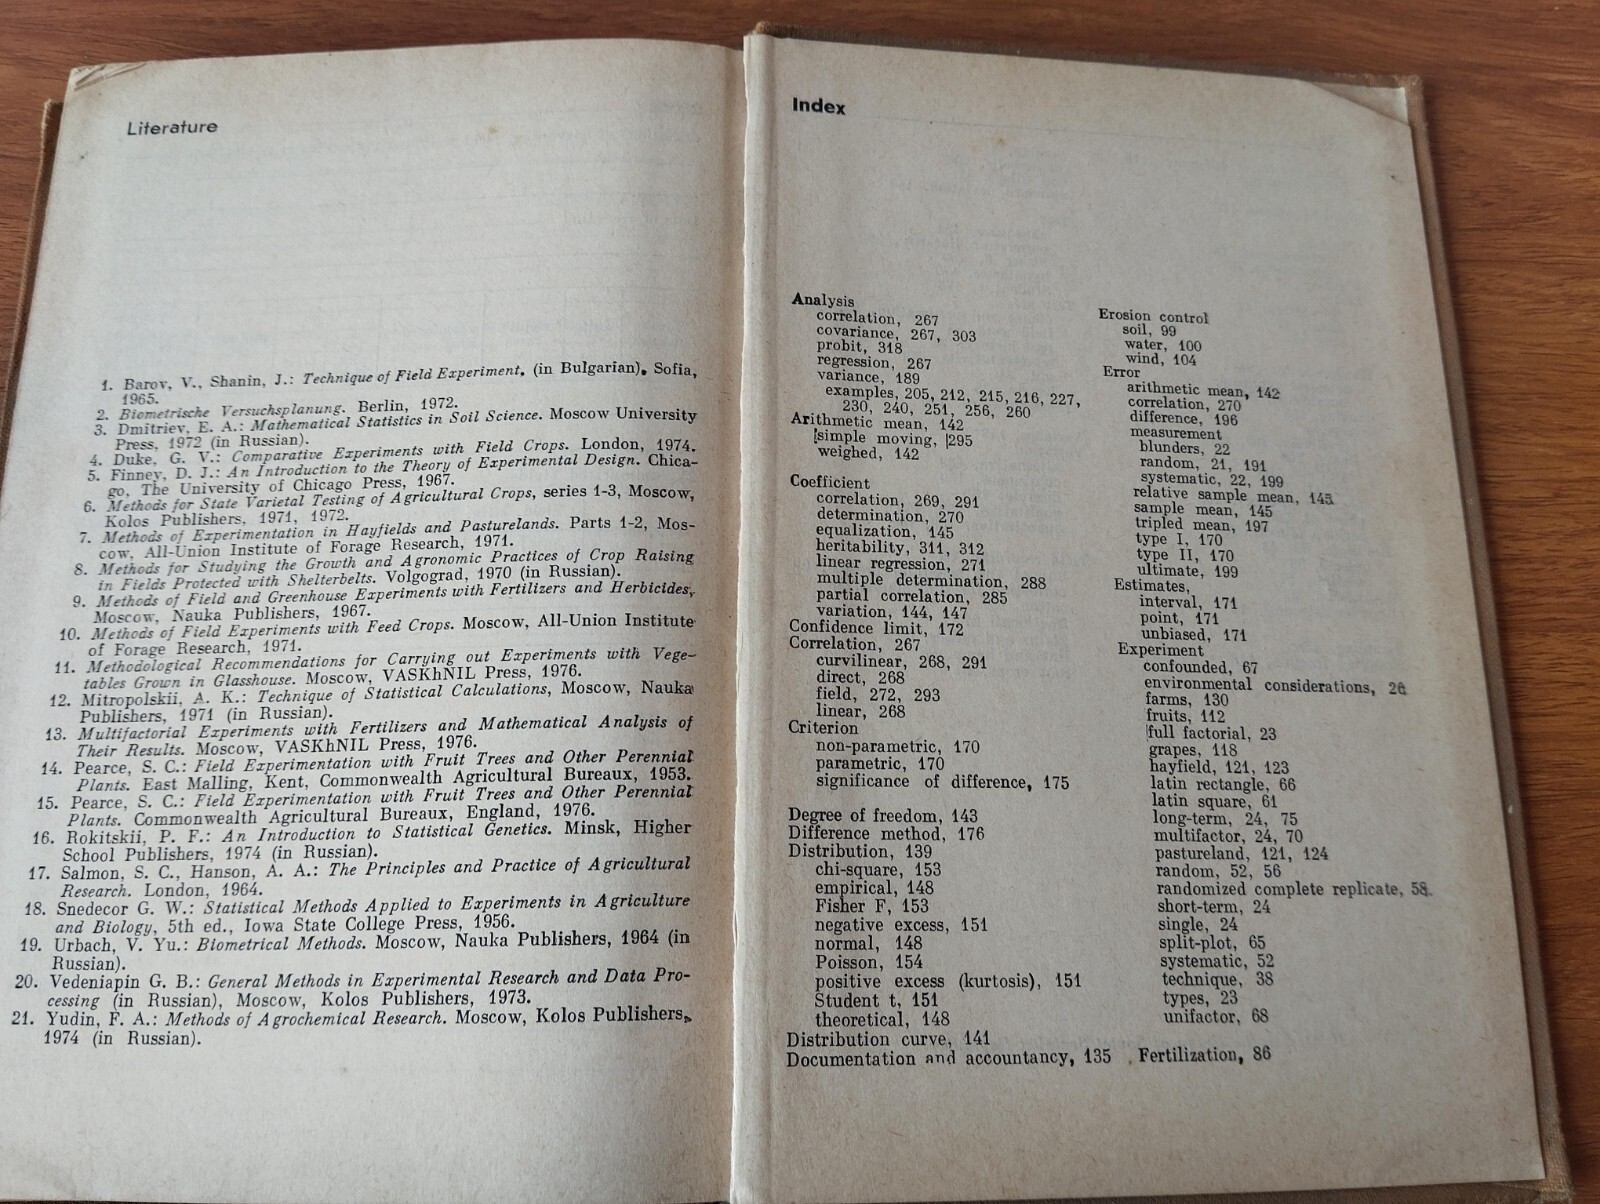 Literature
1. Barov, V., Shanin, J.: Technique of Field Experiment. (in Bulgarian), Sofia,
1965.
2. Biometrische Versuchsplanung. Berlin, 1972.
3. Dmitriev, E. A.: Mathematical Statistics in Soil Science. Moscow University
Press, 1972 (in Russian).
4. Duke, G. V.: Comparative Experiments with Field Crops. London, 1974.
5. Finney, D. J.: An Introduction to the Theory of Experimental Design. Chica-
go, The University of Chicago Press, 1967.
6. Methods for State Varietal Testing of Agricultural Crops, series 1-3, Moscow,
Kolos Publishers, 1971, 1972.
7. Methods of Experimentation in Hayfields and Pasturelands. Parts 1-2, Mos-
cow, All-Union Institute of Forage Research, 1971.
8. Methods for Studying the Growth and Agronomic Practices of Crop Raising
in Fields Protected with Shelterbelts. Volgograd, 1970 (in Russian).
9. Methods of Field and Greenhouse Experiments with Fertilizers and Herbicides,
Moscow, Nauka Publishers, 1967.
10. Methods of Field Experiments with Feed Crops. Moscow, All-Union Institute
of Forage Research, 1971.
11. Methodological Recommendations for Carrying out Experiments with Vege-
tables Grown in Glasshouse. Moscow, VASKhNIL Press, 1976.
12. Mitropolskii, A. K.: Technique of Statistical Calculations, Moscow, Nauka
Publishers, 1971 (in Russian).
13. Multifactorial Experiments with Fertilizers and Mathematical Analysis of
Their Results. Moscow, VASKhNIL Press, 1976.
14. Pearce, S. C.: Field Experimentation with Fruit Trees and Other Perennial
Plants. East Malling, Kent, Commonwealth Agricultural Bureaux, 1953.
15. Pearce, S. C.: Field Experimentation with Fruit Trees and Other Perennial
Plants. Commonwealth Agricultural Bureaux, England, 1976.
16. Rokitskii, P. F.: An Introduction to Statistical Genetics. Minsk, Higher
School Publishers, 1974 (in Russian).
17. Salmon, S. C., Hanson, A. A.: The Principles and Practice of Agricultural
Research. London, 1964.
18. Snedecor G. W.: Statistical Methods Applied to Experiments in Agriculture
and Biology, 5th ed., Iowa State College Press, 1956.
19. Urbach, V. Yu.: Biometrical Methods. Moscow, Nauka Publishers, 1964 (in
Russian).
20. Vedeniapin G. B.: General Methods in Experimental Research and Data Pro-
cessing (in Russian), Moscow, Kolos Publishers, 1973.
21. Yudin, F. A.: Methods of Agrochemical Research. Moscow, Kolos Publishers,
1974 (in Russian).
Index
Analysis
correlation, 267
covariance, 267, 303
probit, 318
regression, 267
variance, 189
examples, 205, 212, 215, 216, 227,
230, 240, 251, 256, 260
Arithmetic mean, 142
simple moving, 295
weighed, 142
Coefficient
correlation, 269, 291
determination, 270
equalization, 145
heritability, 311, 312
linear regression, 271
multiple determination, 288
partial correlation, 285
variation, 144, 147
Confidence limit, 172
Correlation, 267
curvilinear, 268, 291
direct, 268
field, 272, 293
linear, 268
Criterion
non-parametric, 170
parametric, 170
significance of difference, 175
Degree of freedom, 143
Difference method, 176
Distribution, 139
chi-square, 153
empirical, 148
Fisher F, 153
negative excess, 151
normal, 148
Poisson, 154
positive excess (kurtosis), 151
Student t, 151
theoretical, 148
Distribution curve, 141
Documentation and accountancy, 135
Erosion control
soil, 99
water, 100
wind, 104
Error
arithmetic mean, 142
correlation, 270
difference, 196
measurement
blunders, 22
random, 21, 191
systematic, 22, 199
relative sample mean, 145
sample mean, 145
tripled mean, 197
type I, 170
type II, 170
ultimate, 199
Estimates,
interval, 171
point, 171
unbiased, 171
Experiment
confounded, 67
environmental considerations, 26
farms, 130
fruits, 112
full factorial, 23
grapes, 118
hayfield, 121, 123
latin rectangle, 66
latin square, 61
long-term, 24, 75
multifactor, 24, 70
pastureland, 121, 124
random, 52, 56
randomized complete replicate, 58
short-term, 24
single, 24
split-plot, 65
systematic, 52
technique, 38
types, 23
unifactor, 68
Fertilization, 86